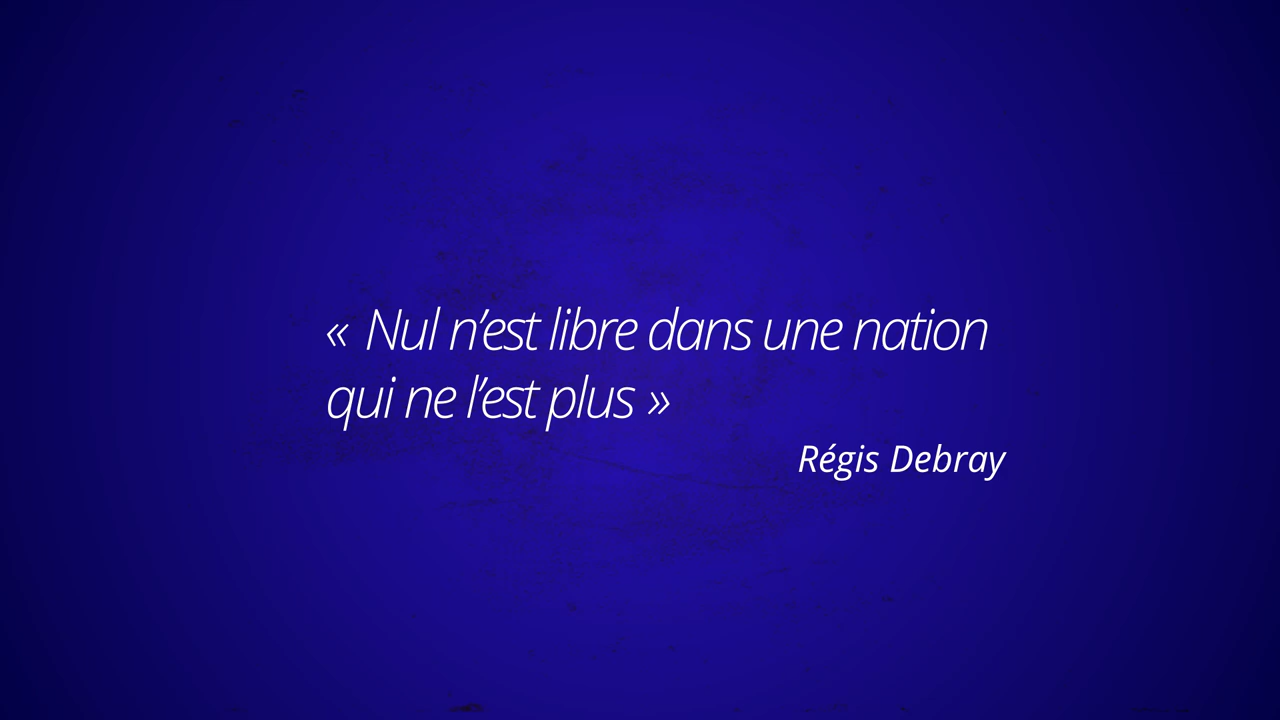 «  Nul n’est libre dans une nation
qui ne l’est plus »
Régis Debray